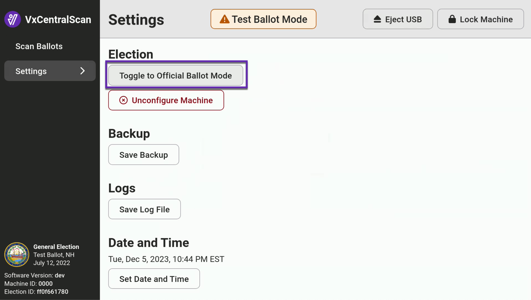 VxCentralScan
Scan Ballots
Settings
General Election
Test Ballot, NH
July 12, 2022
Software Version: dev
Machine ID: 0000
Election ID: ff0f661780
Settings
Test Ballot Mode
Eject USB
Lock Machine
Election
Toggle to Official Ballot Mode
Unconfigure Machine
Backup
Save Backup
Logs
Save Log File
Date and Time
Tue, Dec 5, 2023, 10:44 PM EST
Set Date and Time